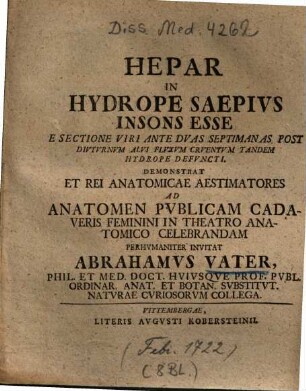 Diss. Med. 4262
HEPAR
IN
HYDROPE SAEPIVS
INSONS ESSE
E SECTIONE VIRI ANTE DVAS SEPTIMANAS, POST
DIVTVRNVM ALVI FLVXVM CRVENTVM TANDEM
HYDROPE DEFVNCTI.
DEMONSTRAT
ET REI ANATOMICAE AESTIMATORES
AD
ANATOMEN PVBLICAM CADA-
VERIS FEMININI IN THEATRO ANA-
TOMICO CELEBRANDAM
PERHVMANITER INVITAT
ABRAHAMVS VATER,
PHIL. ET MED. DOCT. HVIVSQVE PROF. PVBL.
ORDINAR. ANAT. ET BOTAN. SVBSTITVT.
NATVRAE CVRIOSORVM COLLEGA.
VITTEMBERGAE,
LITERIS AVGVSTI KOBERSTEINII.
(Febr. 1722)
(8BL.)